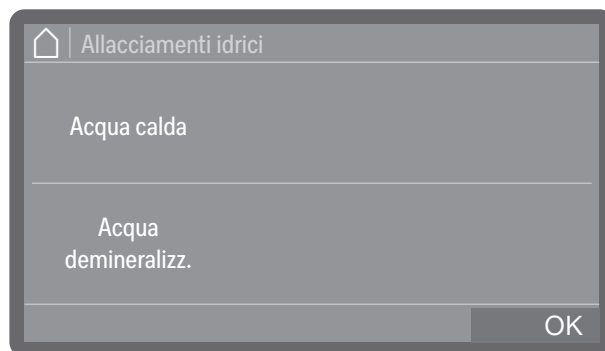 Allacciamenti idrici
Acqua calda
Acqua
demineralizz.
OK